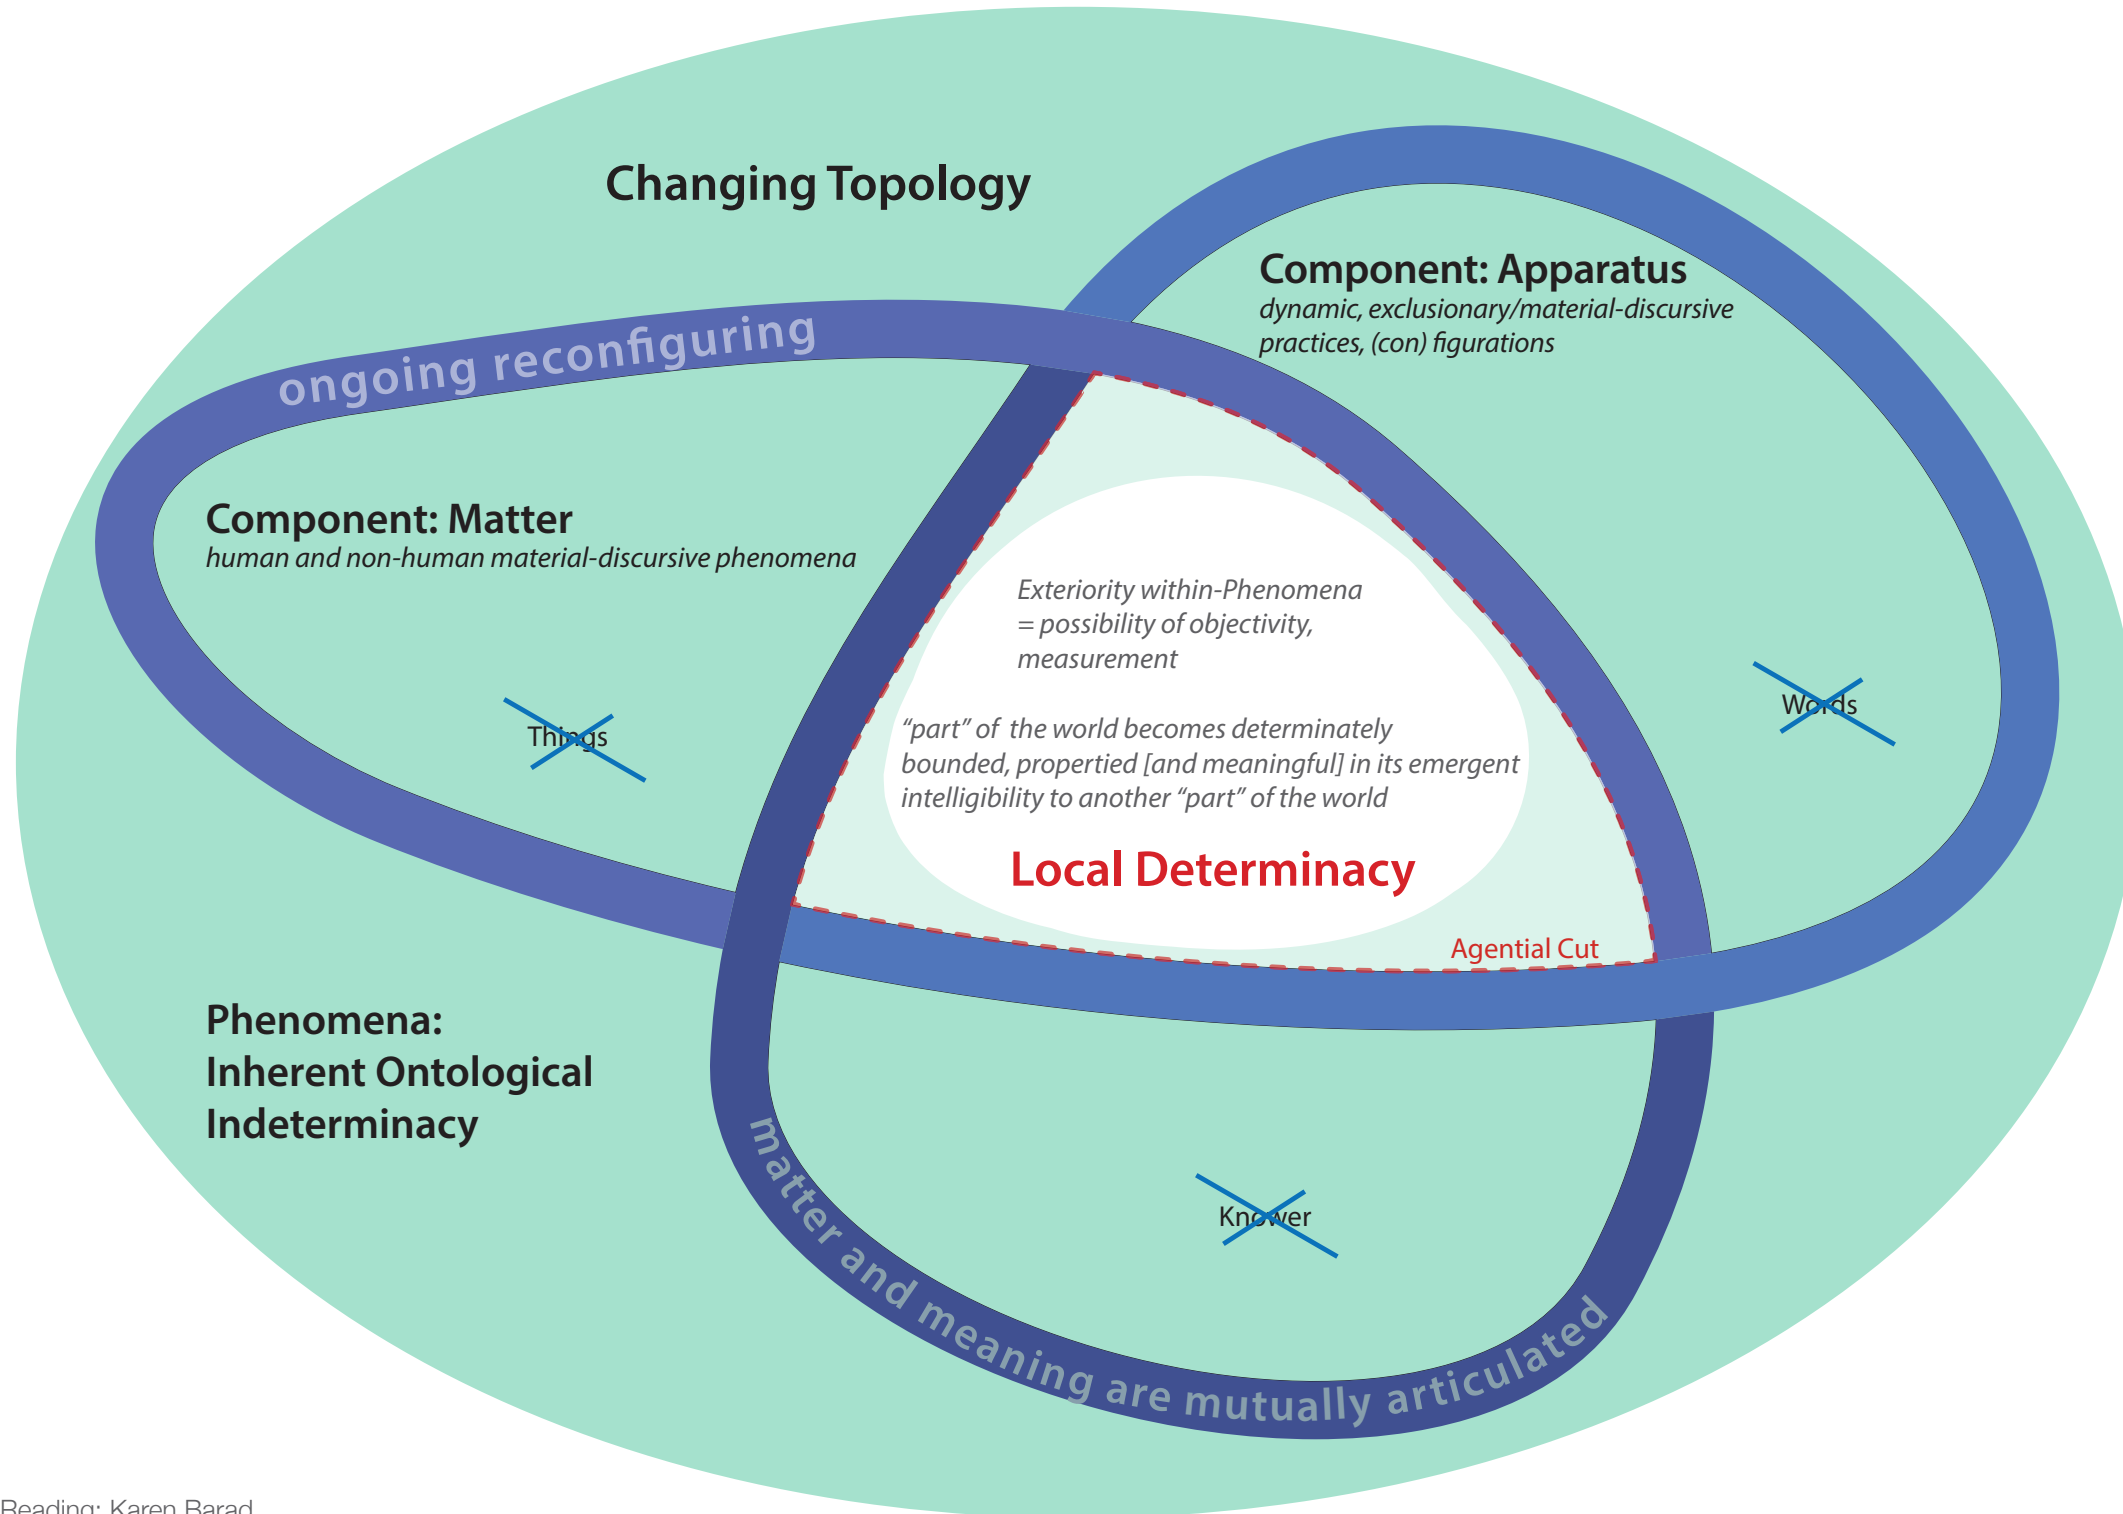 Changing Topology
Component: Apparatus
dynamic, exclusionary/material-discursive
practices, (con) figurations
ongoing reconfiguring
Component: Matter
human and non-human material-discursive phenomena
Exteriority within-Phenomena
= possibility of objectivity,
measurement
Things
Words
“part” of the world becomes determinately
bounded, propertied [and meaningful] in its emergent
intelligibility to another “part” of the world
Local Determinacy
Agential Cut
Phenomena:
Inherent Ontological
Indeterminacy
Knower
matter and meaning are mutually articulated
Reading: Karen Barad